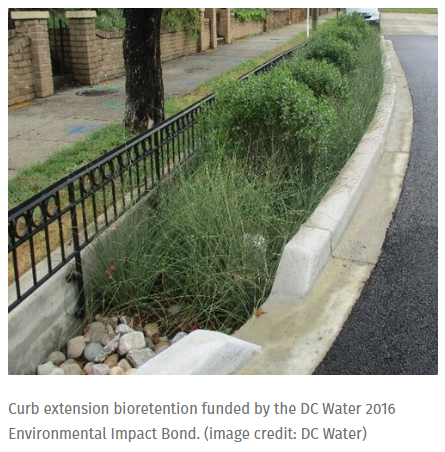 Curb extension bioretention funded by the DC Water 2016
Environmental Impact Bond. (image credit: DC Water)